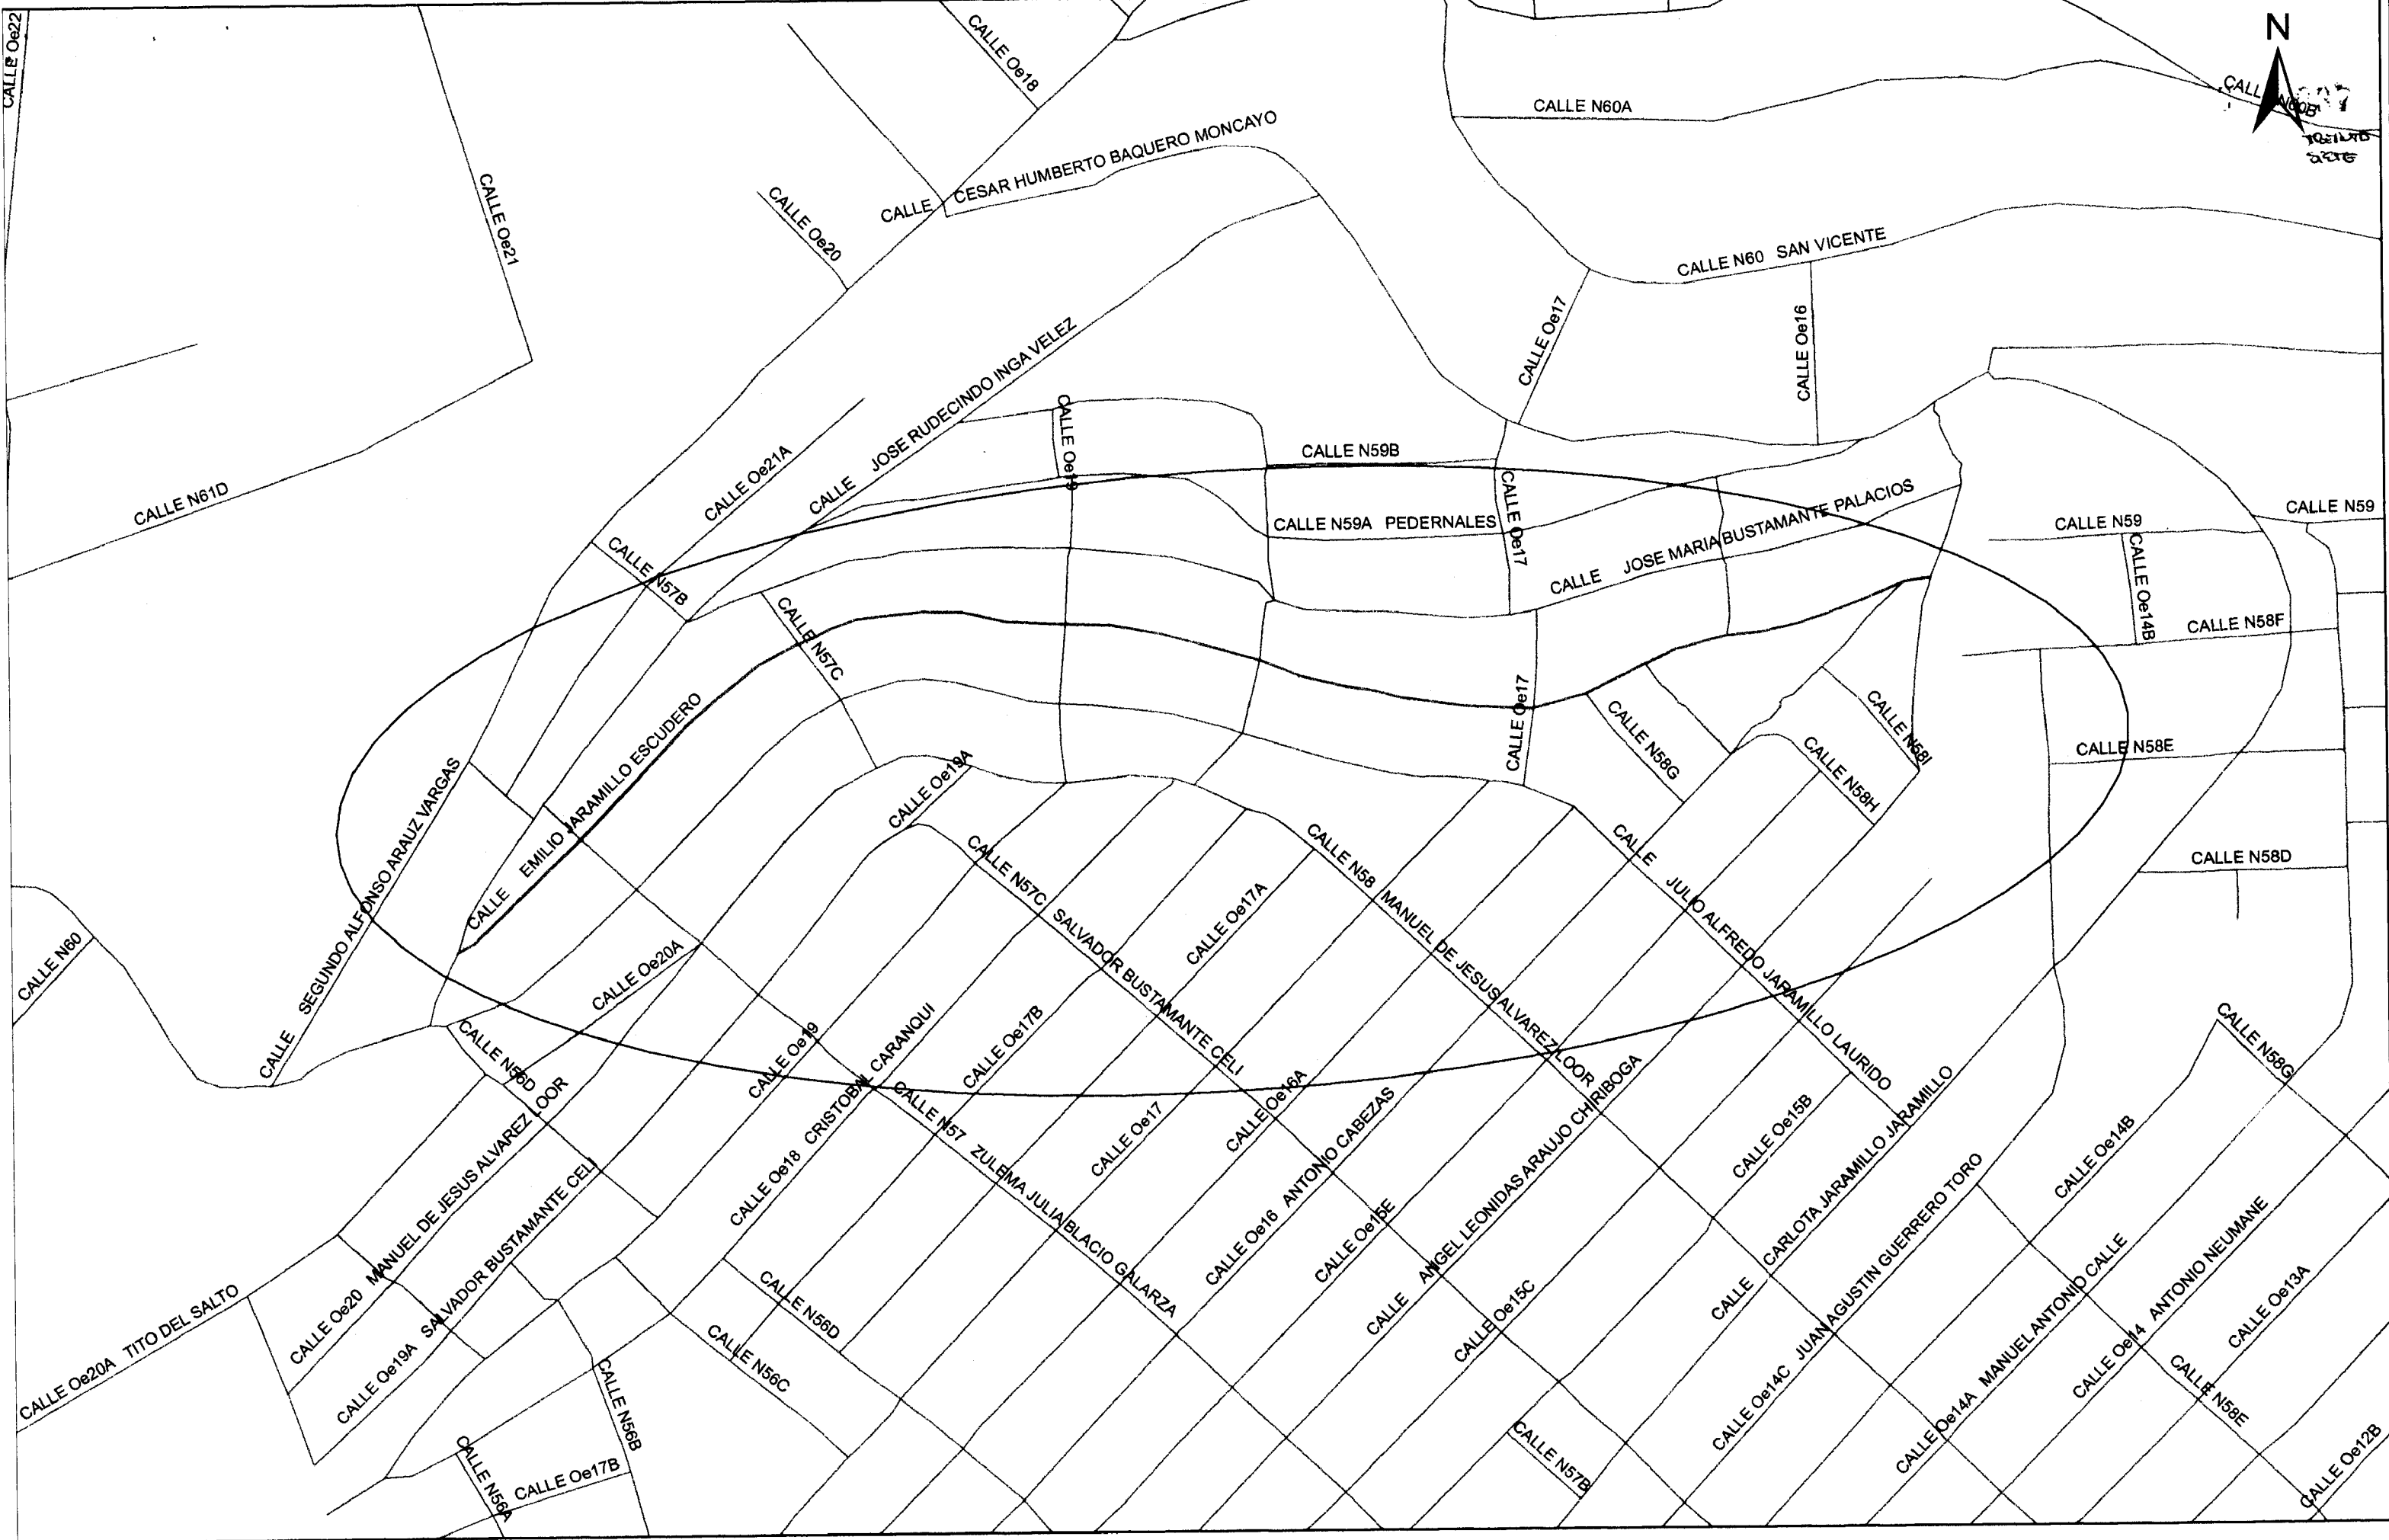 CALLE Oe22
CALLE Oe18
N
CALLE N60A
CALLE N60B
TREINTA
SIETE
CALLE CESAR HUMBERTO BAQUERO MONCAYO
CALLE Oe21
CALLE Oe20
CALLE N60 SAN VICENTE
CALLE Oe17
CALLE Oe16
CALLE JOSE RUDECINDO INGA VELEZ
CALLE Oe19
CALLE Oe21A
CALLE N59B
CALLE N61D
CALLE N59A PEDERNALES
CALLE Oe17
CALLE JOSE MARIA BUSTAMANTE PALACIOS
CALLE N59
CALLE N59
CALLE Oe14B
CALLE N57B
CALLE N57C
CALLE N58F
CALLE EMILIO JARAMILLO ESCUDERO
CALLE Oe17
CALLE N58G
CALLE N58I
CALLE N58H
CALLE N58E
CALLE SEGUNDO ALFONSO ARAUZ VARGAS
CALLE Oe19A
CALLE N57C SALVADOR BUSTAMANTE CELI
CALLE N58 MANUEL DE JESUS ALVAREZ LOOR
CALLE JULIO ALFREDO JARAMILLO LAURIDO
CALLE N58D
CALLE N60
CALLE Oe20A
CALLE Oe17A
CALLE N56D
CALLE Oe19
CALLE Oe18 CRISTOBAL CARANQUI
CALLE Oe17B
CALLE N57 ZULEMA JULIA BLACIO GALARZA
CALLE Oe17
CALLE Oe16A
CALLE Oe16 ANTONIO CABEZAS
CALLE Oe15E
CALLE ANGEL LEONIDAS ARAUJO CHIRIBOGA
CALLE Oe15B
CALLE CARLOTA JARAMILLO JARAMILLO
CALLE N58G
CALLE Oe14B
CALLE Oe20 MANUEL DE JESUS ALVAREZ LOOR
CALLE Oe19A SALVADOR BUSTAMANTE CELI
CALLE Oe20A TITO DEL SALTO
CALLE N56D
CALLE N56C
CALLE Oe15C
CALLE Oe14C JUAN AGUSTIN GUERRERO TORO
CALLE Oe14A MANUEL ANTONIO CALLE
CALLE Oe14 ANTONIO NEUMANE
CALLE Oe13A
CALLE N58E
CALLE N56B
CALLE N56A
CALLE Oe17B
CALLE N57B
CALLE Oe12B